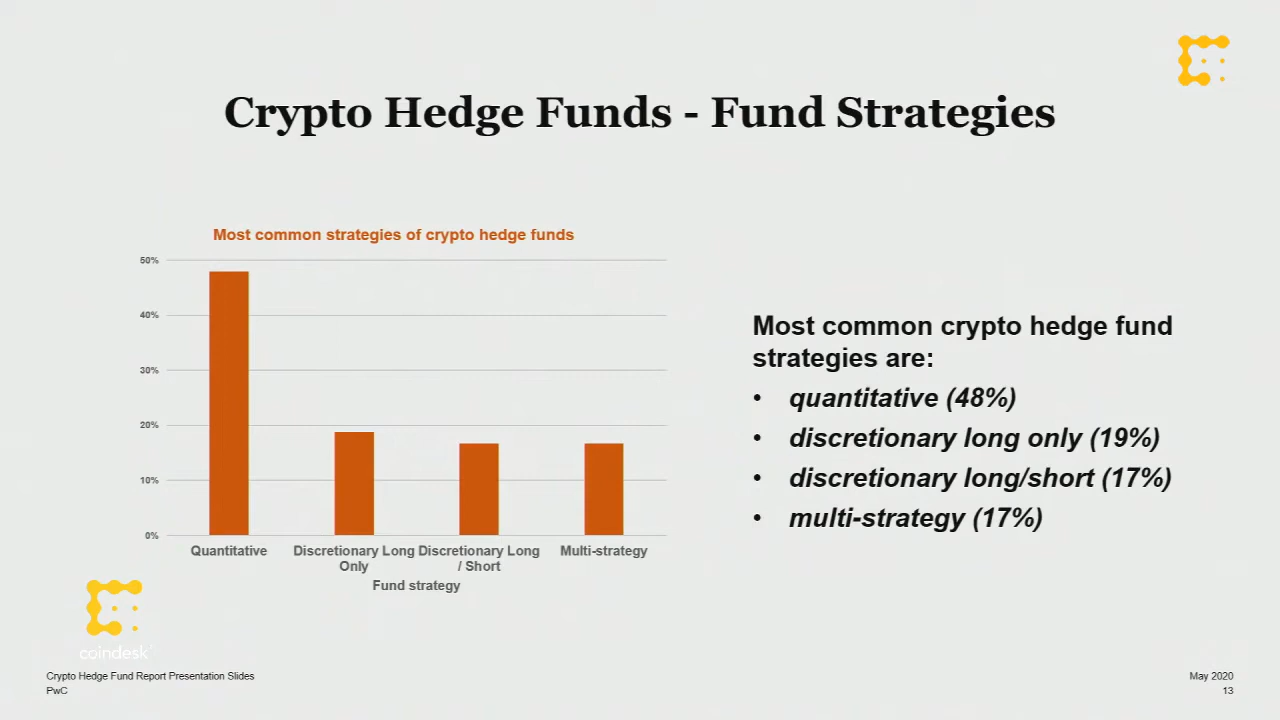 Crypto Hedge Funds - Fund Strategies
Most common strategies of crypto hedge funds
50%
40%
30%
20%
10%
0%
Quantitative
Discretionary Long
Only
Discretionary Long
/ Short
Multi-strategy
Fund strategy
Most common crypto hedge fund
strategies are:
• quantitative (48%)
• discretionary long only (19%)
• discretionary long/short (17%)
• multi-strategy (17%)
coindesk
Crypto Hedge Fund Report Presentation Slides
PwC
May 2020
13